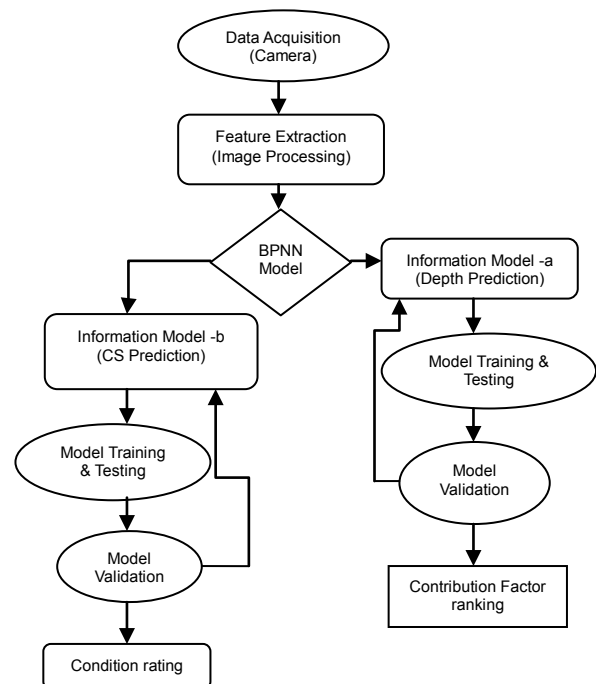 Data Acquisition
(Camera)
Feature Extraction
(Image Processing)
BPNN
Model
Information Model -a
(Depth Prediction)
Model Training &
Testing
Model
Validation
Contribution Factor
ranking
Information Model -b
(CS Prediction)
Model Training
& Testing
Model
Validation
Condition rating